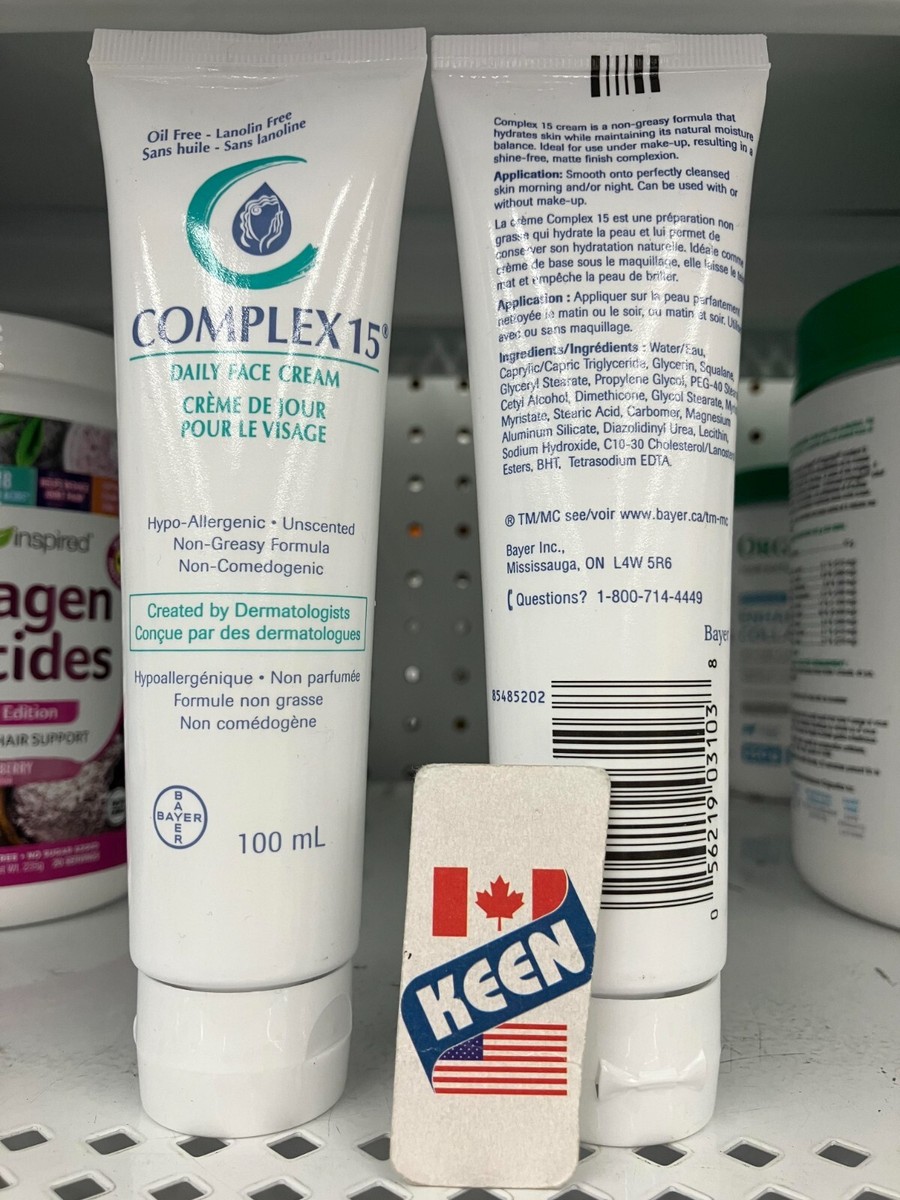 Oil Free - Lanolin Free
Sans huile - Sans lanoline
COMPLEX 15®
DAILY FACE CREAM
CRÈME DE JOUR
POUR LE VISAGE
Hypo-Allergenic • Unscented
Non-Greasy Formula
Non-Comedogenic
Created by Dermatologists
Conçue par des dermatologues
Hypoallergénique • Non parfumée
Formule non grasse
Non comédogène
BAYER
BAYER
100 mL
Complex 15 cream is a non-greasy formula that
hydrates skin while maintaining its natural moisture
balance. Ideal for use under make-up, resulting in a
shine-free, matte finish complexion.
Application: Smooth onto perfectly cleansed
skin morning and/or night. Can be used with or
without make-up.
La crème Complex 15 est une préparation non
grasse qui hydrate la peau et lui permet de
conserver son hydratation naturelle. Idéale comme
crème de base sous le maquillage, elle laisse le
mat et empêche la peau de briller.
Application : Appliquer sur la peau parfaitement
nettoyée le matin ou le soir, ou matin et soir.
avec ou sans maquillage.
Ingredients/Ingrédients : Water/Eau,
Caprylic/Capric Triglyceride, Glycerin, Squalane,
Glyceryl Stearate, Propylene Glycol, PEG-40
Cetyl Alcohol, Dimethicone, Glycol Stearate,
Myristate, Stearic Acid, Carbomer, Magnesium
Aluminum Silicate, Diazolidinyl Urea, Lecithin,
Sodium Hydroxide, C10-30 Cholesterol/Lanosterol
Esters, BHT, Tetrasodium EDTA.
® TM/MC see/voir www.bayer.ca/tm-mc
Bayer Inc.,
Mississauga, ON L4W 5R6
Questions? 1-800-714-4449
Bayer
85485202
0 56219 03103 8
KEEN
inspired
agen
Edition
HAIR SUPPORT